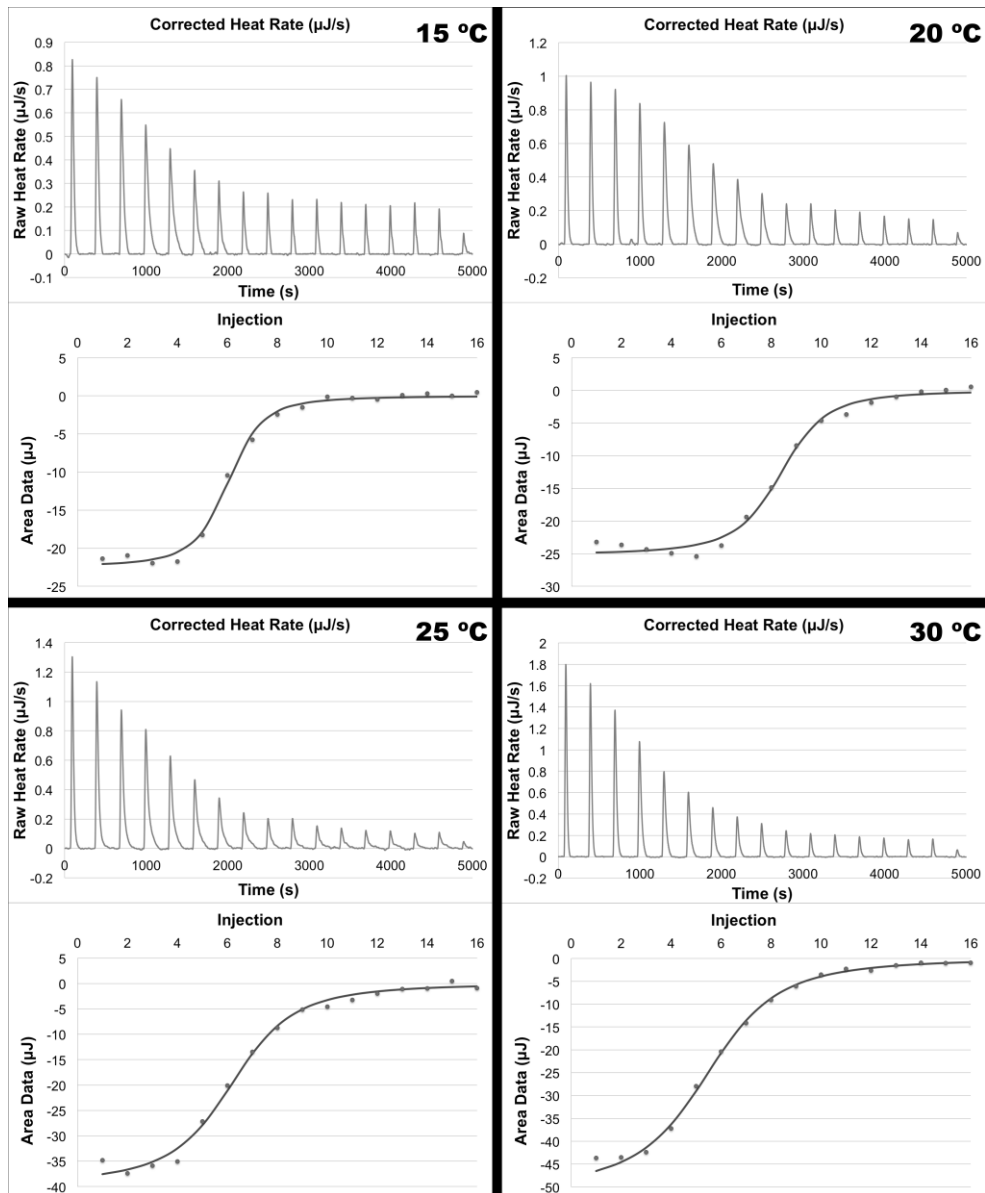 Corrected Heat Rate (µJ/s)
15 ºC
0.9
0.8
0.7
0.6
0.5
0.4
0.3
0.2
0.1
0
-0.1
Raw Heat Rate (µJ/s)
0 1000 2000 3000 4000 5000
Time (s)
Injection
0 2 4 6 8 10 12 14 16
5
0
-5
-10
-15
-20
-25
Area Data (µJ)
Corrected Heat Rate (µJ/s)
20 ºC
1.2
1
0.8
0.6
0.4
0.2
0
-0.2
Raw Heat Rate (µJ/s)
0 1000 2000 3000 4000 5000
Time (s)
Injection
0 2 4 6 8 10 12 14 16
5
0
-5
-10
-15
-20
-25
-30
Area Data (µJ)
Corrected Heat Rate (µJ/s)
25 ºC
1.4
1.2
1
0.8
0.6
0.4
0.2
0
-0.2
Raw Heat Rate (µJ/s)
0 1000 2000 3000 4000 5000
Time (s)
Injection
0 2 4 6 8 10 12 14 16
5
0
-5
-10
-15
-20
-25
-30
-35
-40
Area Data (µJ)
Corrected Heat Rate (µJ/s)
30 ºC
2
1.8
1.6
1.4
1.2
1
0.8
0.6
0.4
0.2
0
-0.2
Raw Heat Rate (µJ/s)
0 1000 2000 3000 4000 5000
Time (s)
Injection
0 2 4 6 8 10 12 14 16
0
-5
-10
-15
-20
-25
-30
-35
-40
-45
-50
Area Data (µJ)